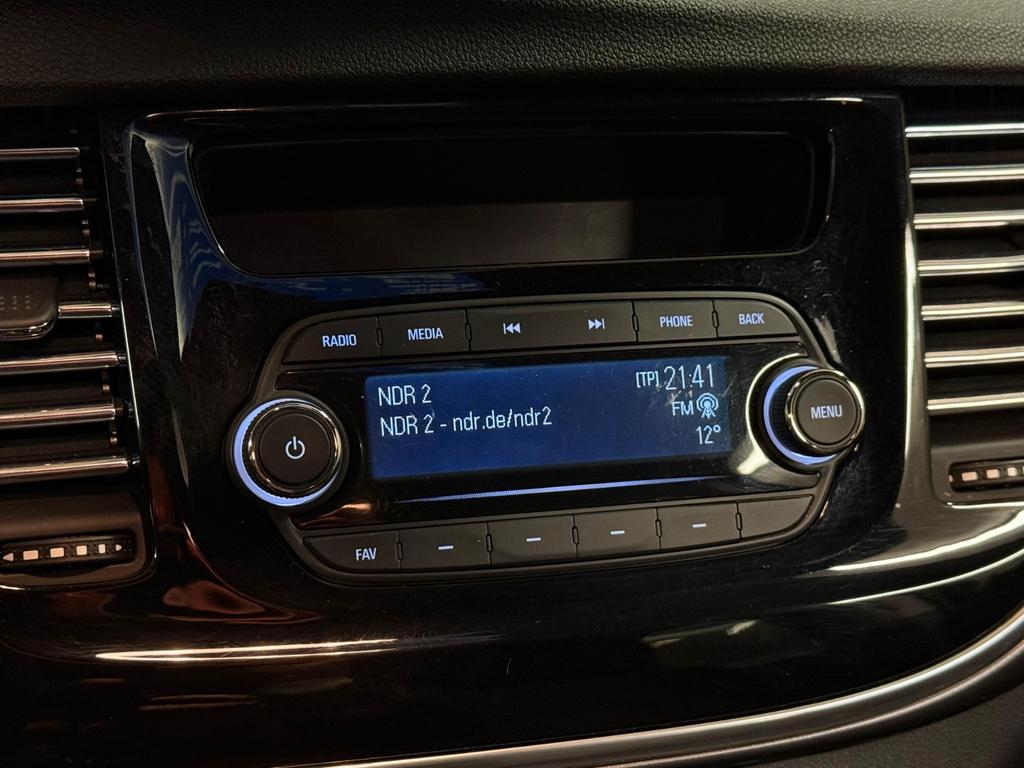 RADIO MEDIA PHONE BACK
NDR 2 [TP] 21:41
NDR 2 - ndr.de/ndr2 FM
12°
MENU
FAV